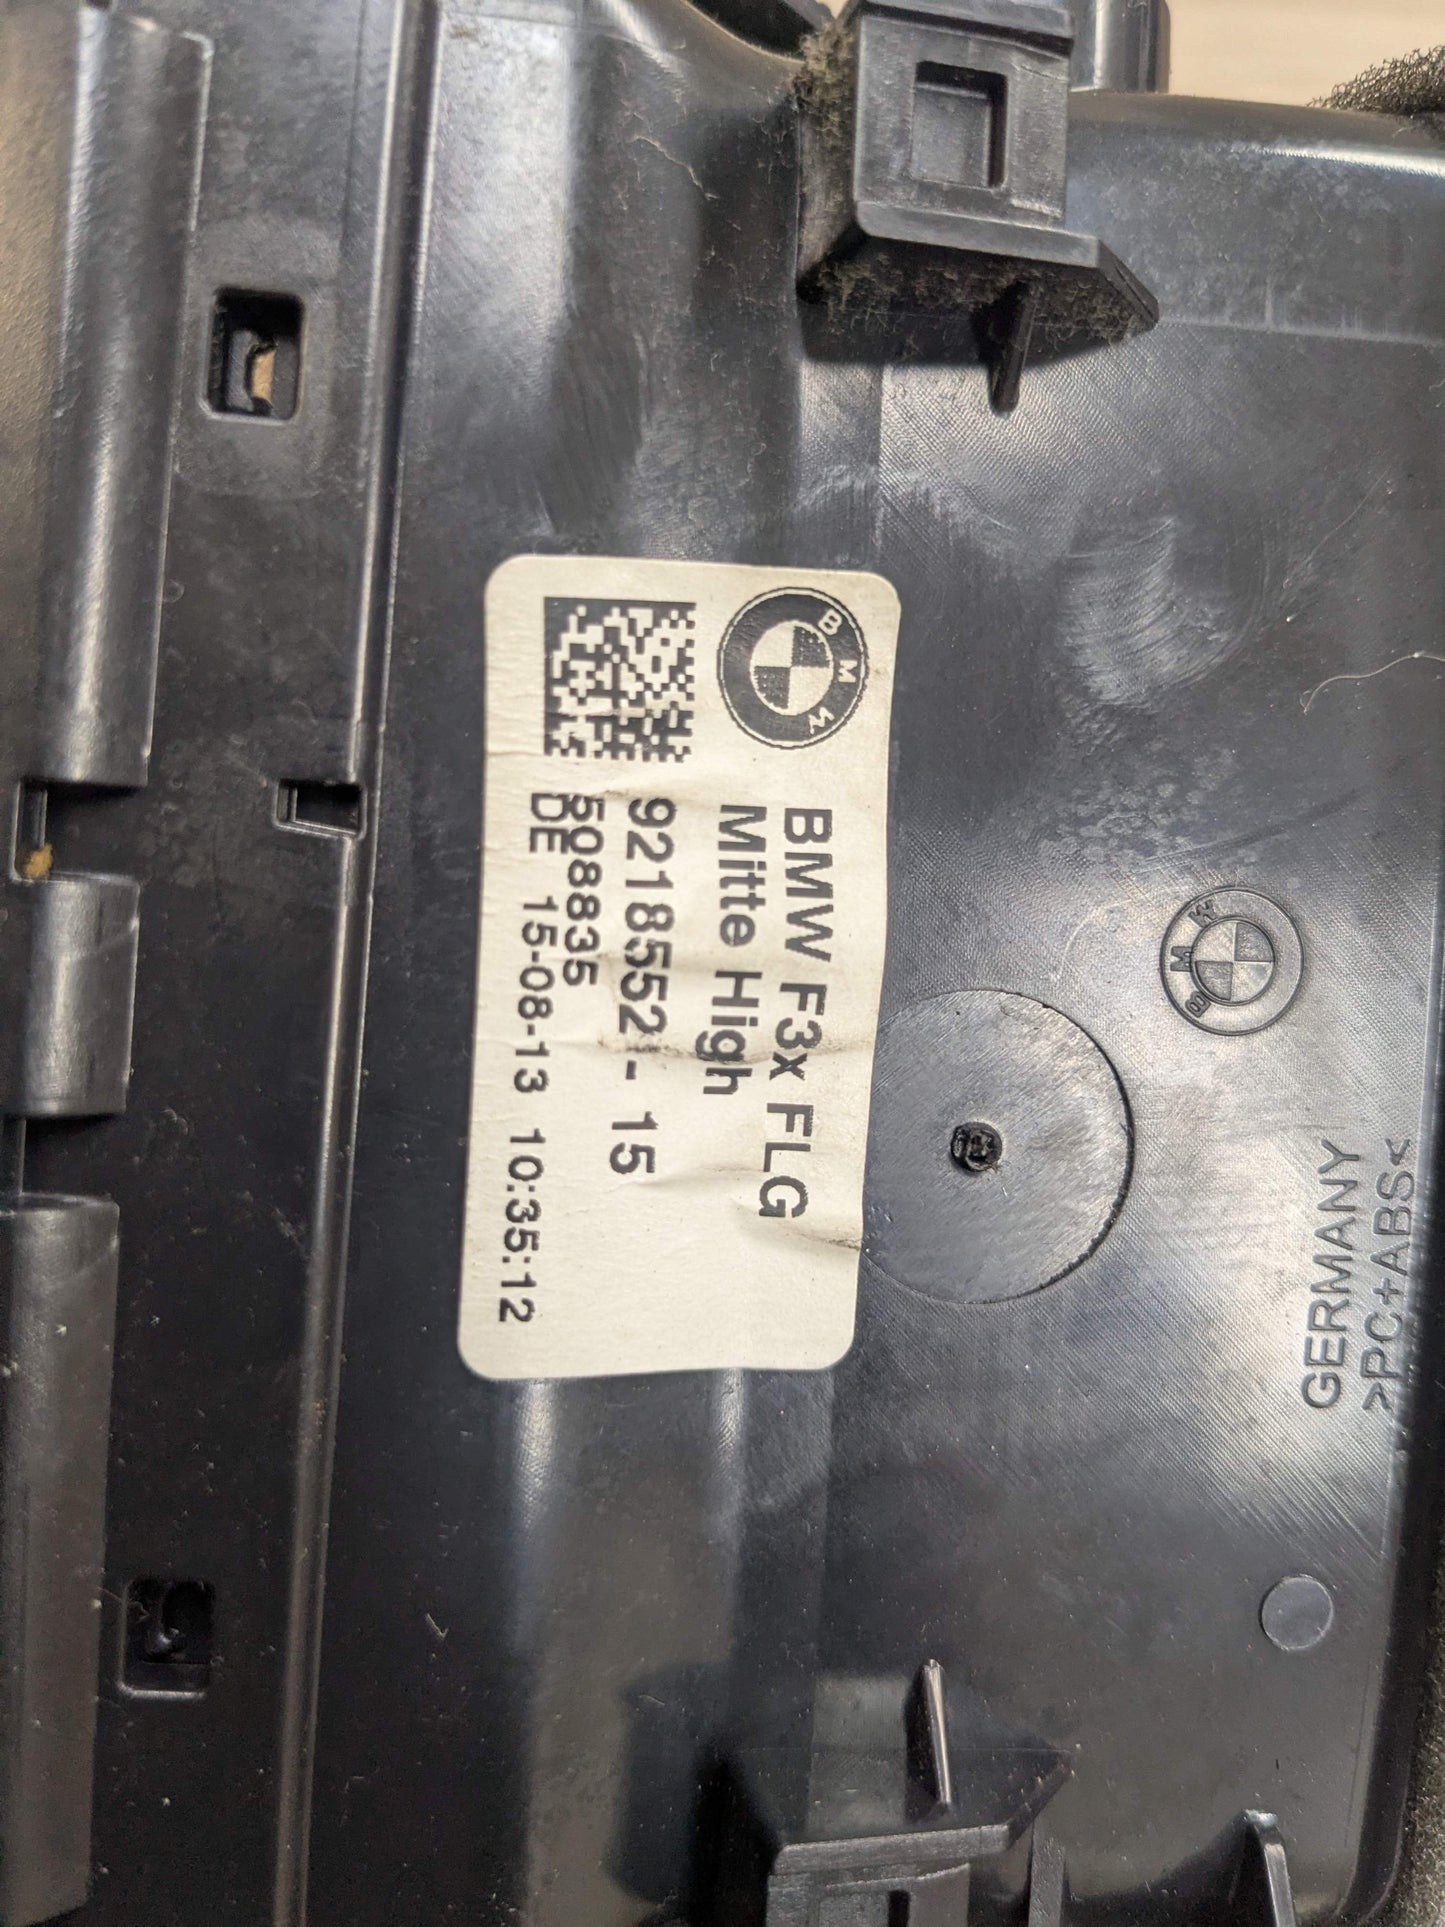 BMW
BMW F3x FLG
Mitte High
9218552-15
508835
DE 15-08-13 10:35:12
BMW
GERMANY
>PC+ABS<